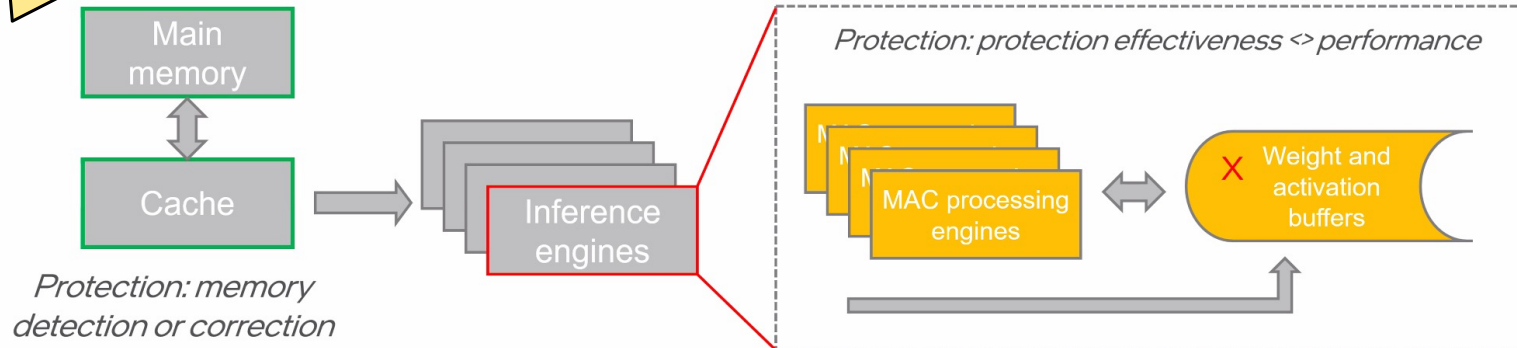 Main
memory
Cache
Protection: memory
detection or correction
Inference
engines
Protection: protection effectiveness <> performance
MAC processing
engines
X
Weight and
activation
buffers